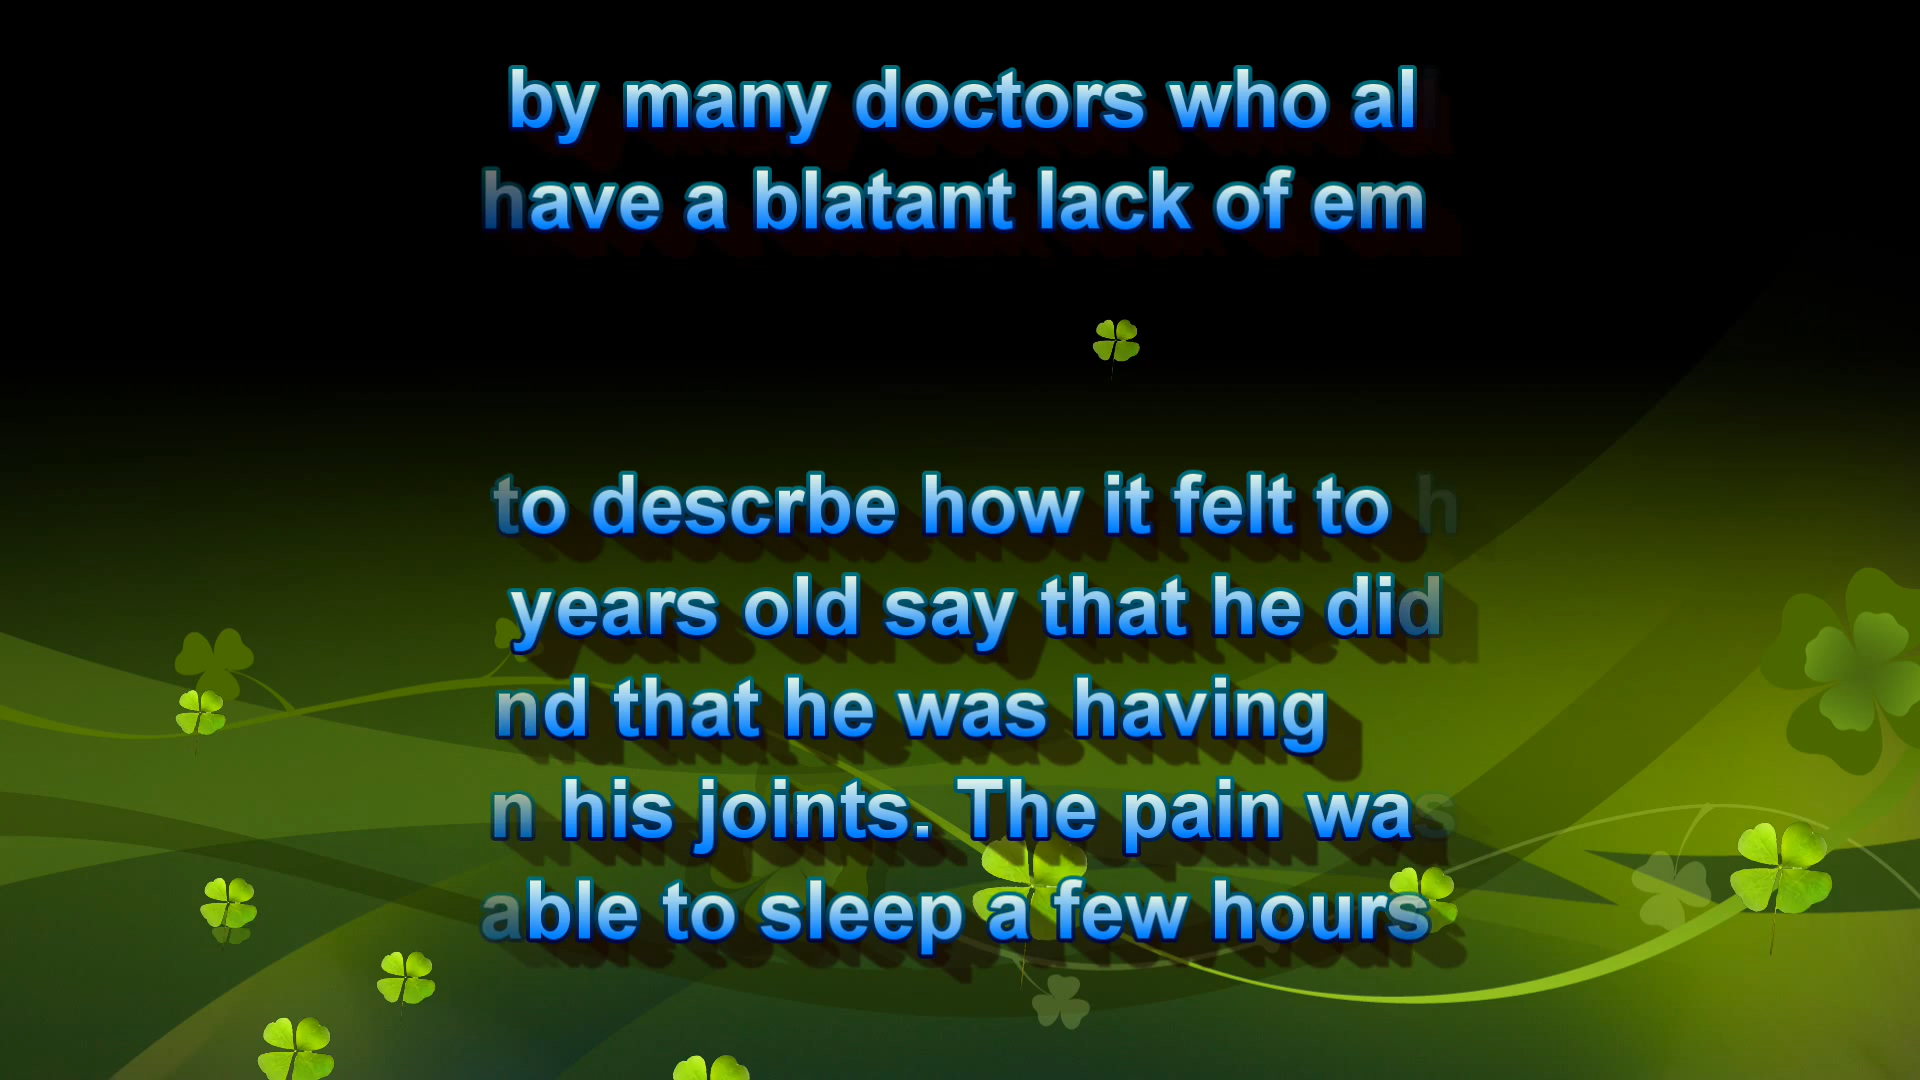 by many doctors who al
have a blatant lack of em
to descrbe how it felt to h
years old say that he did
nd that he was having
n his joints. The pain was
able to sleep a few hours